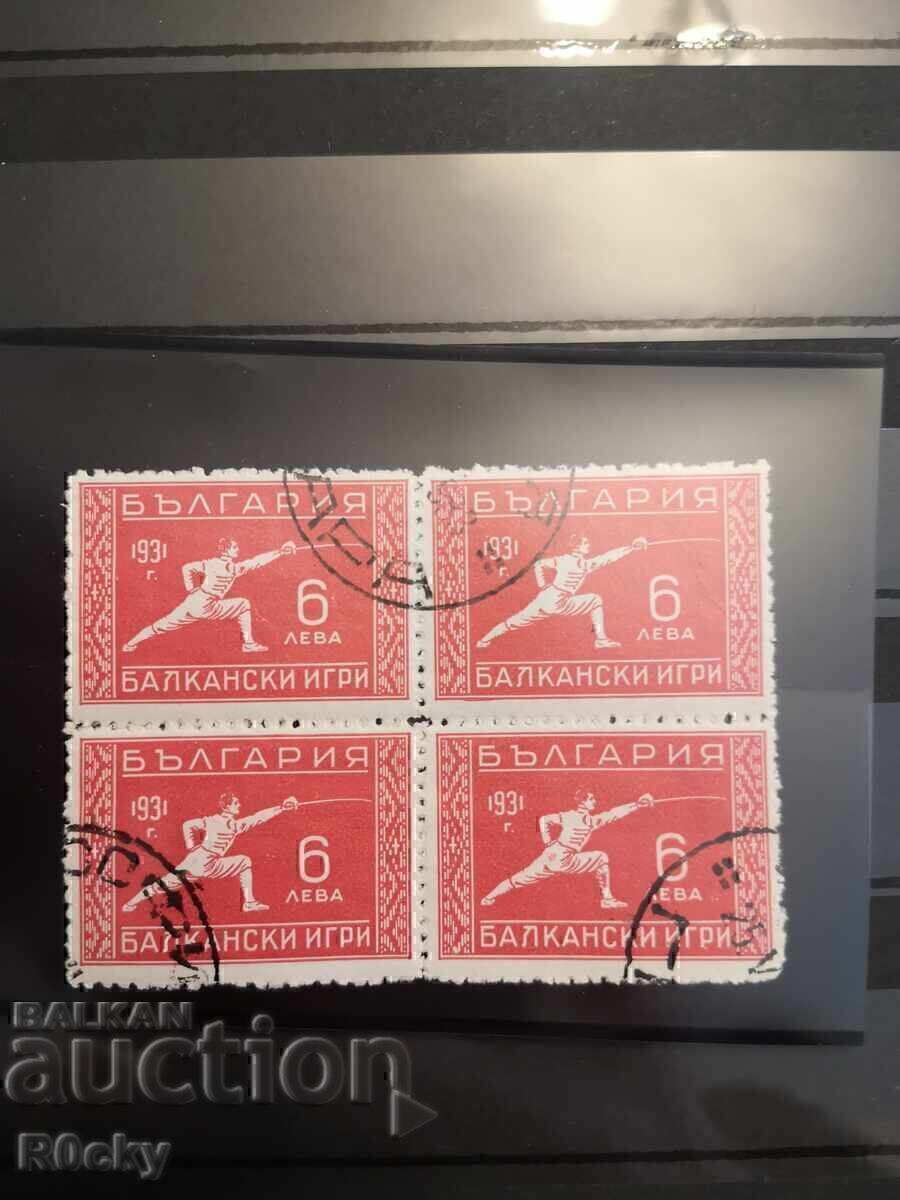 БЪЛГАРИЯ
1931
г.
6
ЛЕВА
БАЛКАНСКИ ИГРИ
БЪЛГАРИЯ
1931
г.
6
ЛЕВА
БАЛКАНСКИ ИГРИ
БЪЛГАРИЯ
1931
г.
6
ЛЕВА
БАЛКАНСКИ ИГРИ
БЪЛГАРИЯ
1931
г.
6
ЛЕВА
БАЛКАНСКИ ИГРИ
BALKAN
auction
R0cky